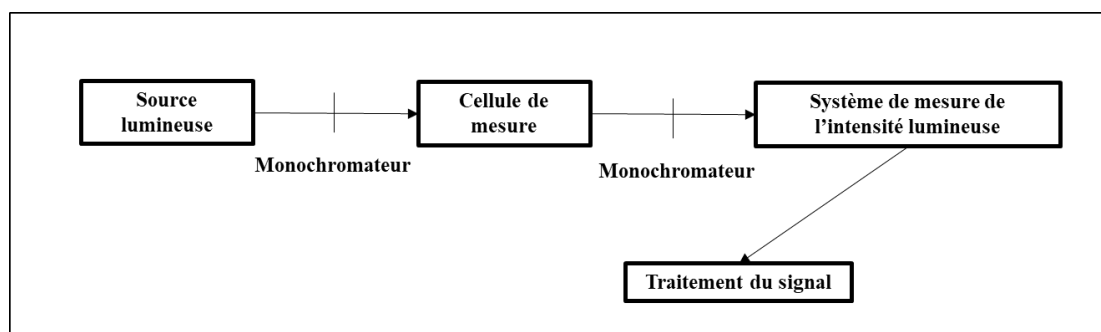 Source
lumineuse
Monochromateur
Cellule de
mesure
Monochromateur
Système de mesure de
l’intensité lumineuse
Traitement du signal